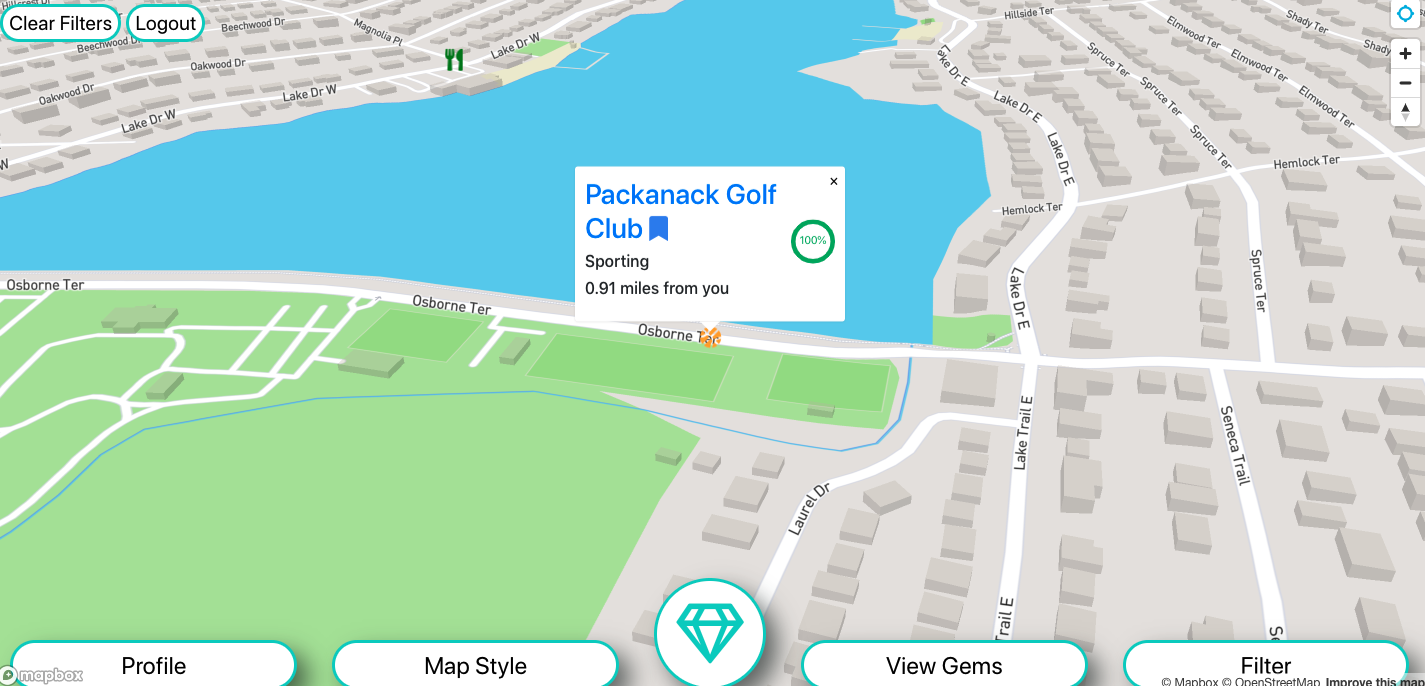 Hillcrest Dr
Clear Filters
Logout
Beechwood Dr
Beechwood Dr
Magnolia Pl
Oakwood Dr
Oakwood Dr
Lake Dr W
Lake Dr W
Lake Dr W
W
Lake Dr E
Hillside Ter
Shady Ter
Shady
Elmwood Ter
Elmwood Ter
Elmwood Ter
Spruce Ter
Spruce Ter
Spruce Ter
Lake Dr E
Lake Dr E
Hemlock Ter
Hemlock Ter
Packanack Golf
Club
×
100%
Sporting
0.91 miles from you
Osborne Ter
Osborne Ter
Osborne Ter
Lake Dr E
Spruce Ter
Lake Trail E
Seneca Trail
Laurel Dr
Trail E
Se
Profile
Map Style
View Gems
Filter
mapbox
© Mapbox © OpenStreetMap Improve this map